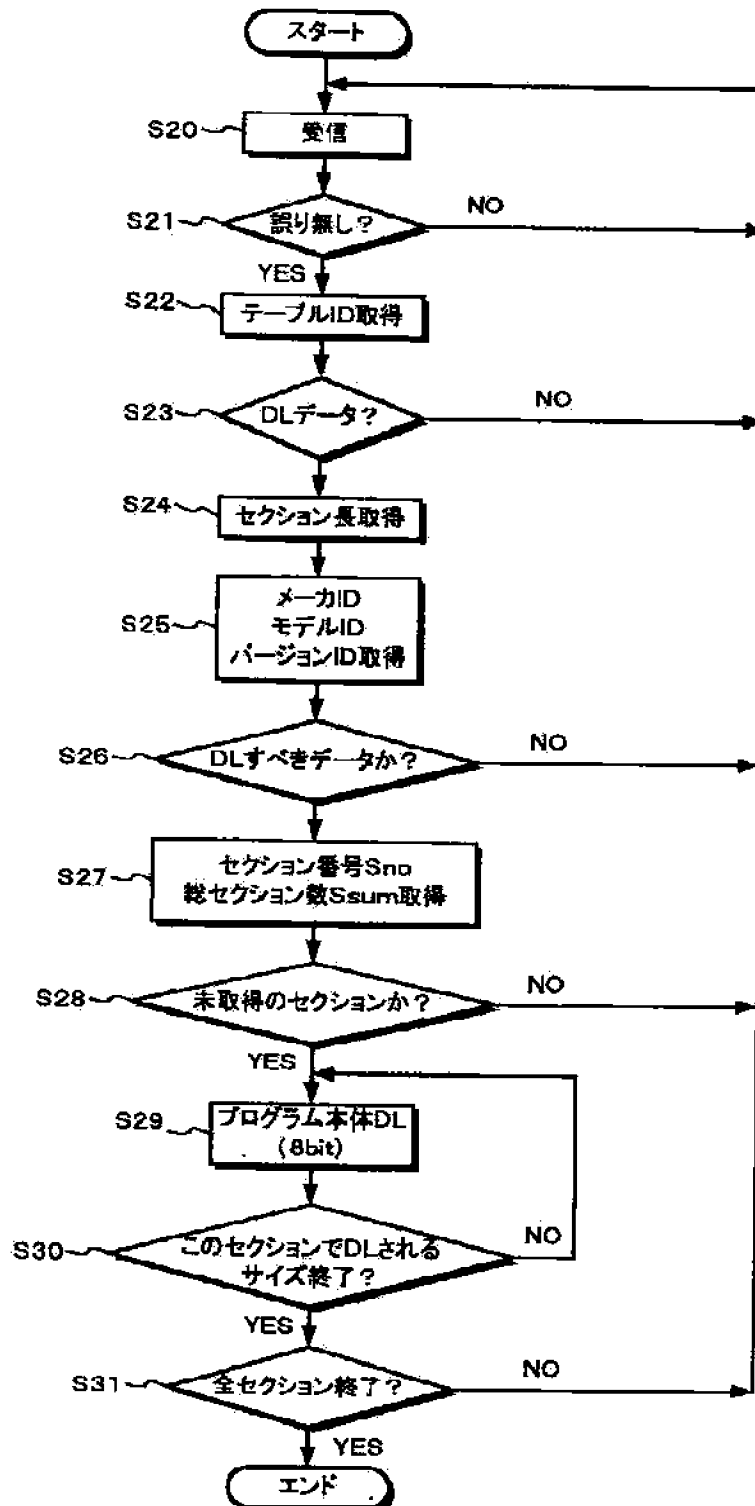 スタート
S20
受信
S21
誤り無し?
NO
YES
S22
テーブルID取得
S23
DLデータ?
NO
S24
セクション長取得
S25
メーカID
モデルID
バージョンID取得
S26
DLすべきデータか?
NO
S27
セクション番号Sno
総セクション数Ssum取得
S28
未取得のセクションか?
NO
YES
S29
プログラム本体DL
(8bit)
S30
このセクションでDLされる
サイズ終了?
NO
YES
S31
全セクション終了?
NO
YES
エンド